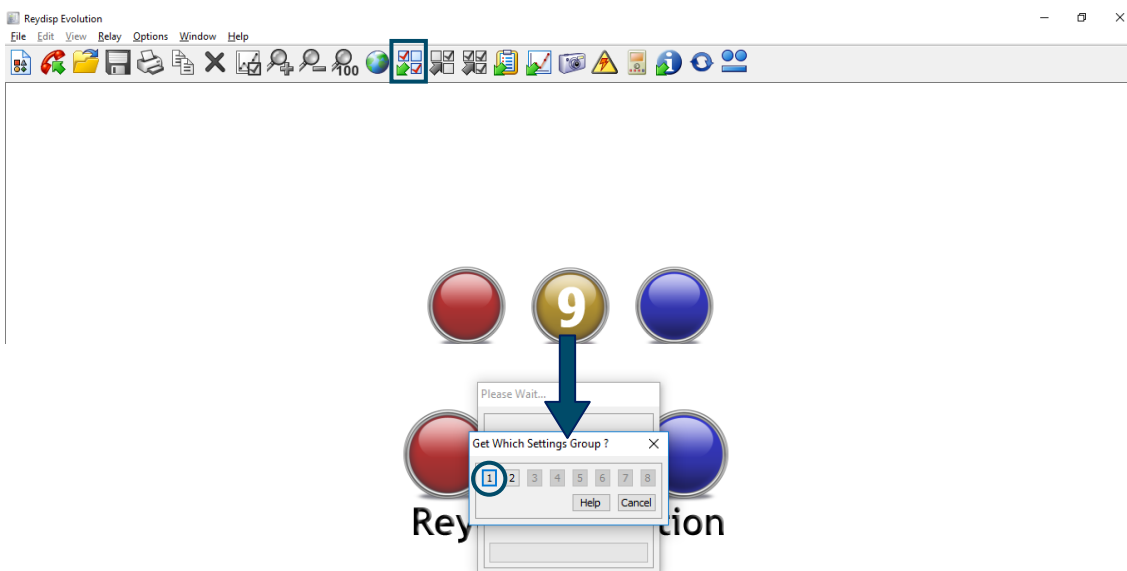 Reydisp Evolution
File Edit View Relay Options Window Help
100
9
Please Wait...
Get Which Settings Group ?
1 2 3 4 5 6 7 8
Help Cancel
Rey tion